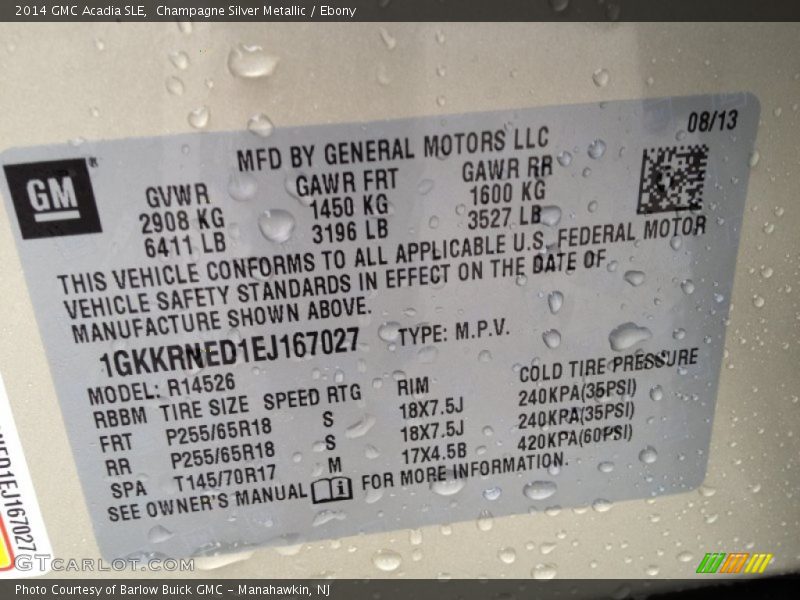 2014 GMC Acadia SLE, Champagne Silver Metallic / Ebony
08/13
MFD BY GENERAL MOTORS LLC
GM ®
GVWR GAWR FRT GAWR RR
2908 KG 1450 KG 1600 KG
6411 LB 3196 LB 3527 LB
THIS VEHICLE CONFORMS TO ALL APPLICABLE U.S. FEDERAL MOTOR
VEHICLE SAFETY STANDARDS IN EFFECT ON THE DATE OF
MANUFACTURE SHOWN ABOVE.
1GKKRNED1EJ167027 TYPE: M.P.V.
MODEL: R14526
RBBM TIRE SIZE SPEED RTG RIM COLD TIRE PRESSURE
FRT P255/65R18 S 18X7.5J 240KPA(35PSI)
RR P255/65R18 S 18X7.5J 240KPA(35PSI)
SPA T145/70R17 M 17X4.5B 420KPA(60PSI)
SEE OWNER'S MANUAL i FOR MORE INFORMATION.
NED1EJ167027
GTCARLOT.COM
Photo Courtesy of Barlow Buick GMC - Manahawkin, NJ